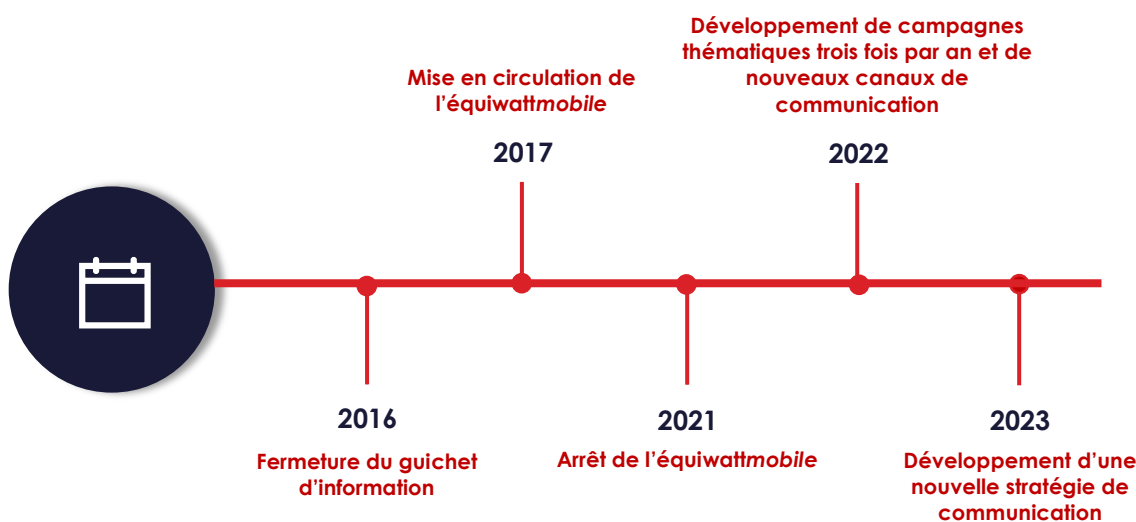 Développement de campagnes
thématiques trois fois par an et de
nouveaux canaux de
communication
Mise en circulation de
l’équiwattmobile
2017
2022
2016
Fermeture du guichet
d’information
2021
Arrêt de l’équiwattmobile
2023
Développement d’une
nouvelle stratégie de
communication